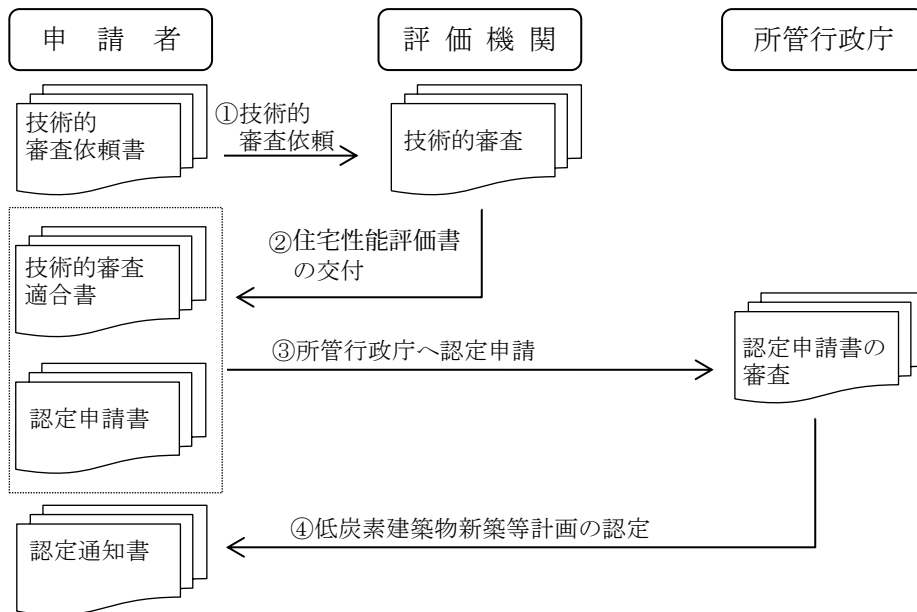 申請者
評価機関
所管行政庁
技術的
審査依頼書
①技術的
審査依頼
技術的審査
②住宅性能評価書
の交付
技術的審査
適合書
③所管行政庁へ認定申請
認定申請書の
審査
認定申請書
④低炭素建築物新築等計画の認定
認定通知書